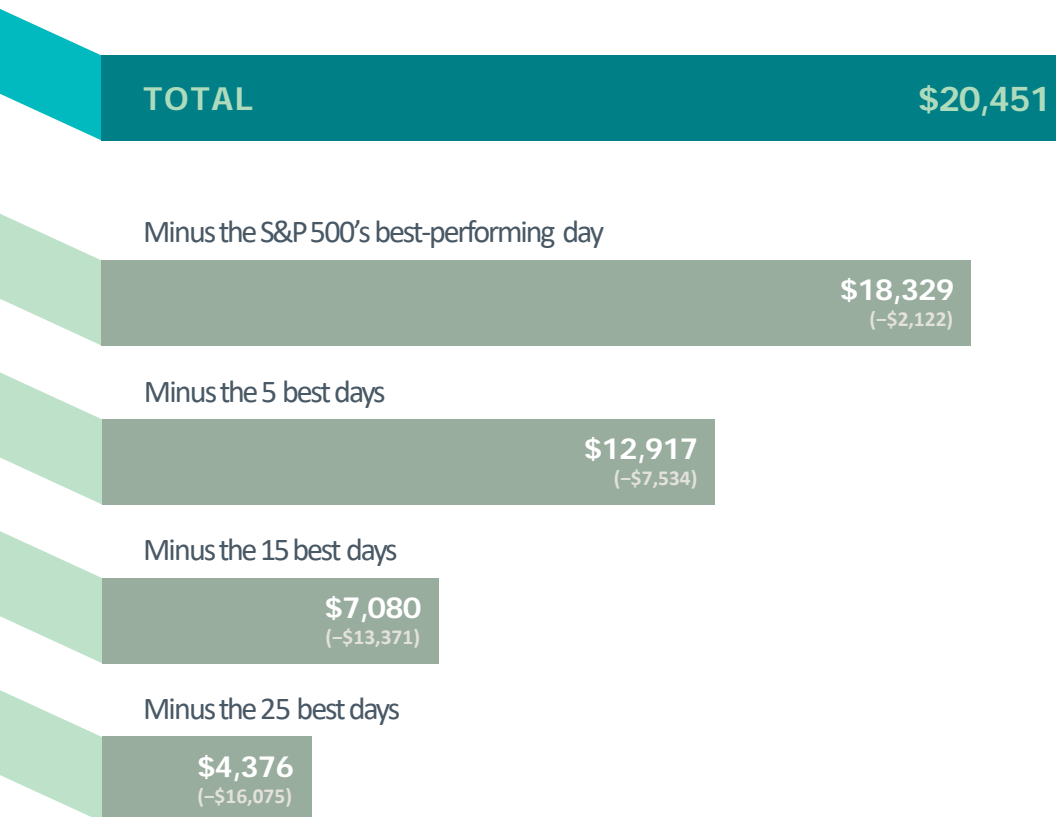 TOTAL $20,451
Minus the S&P 500’s best-performing day
$18,329
(–$2,122)
Minus the 5 best days
$12,917
(–$7,534)
Minus the 15 best days
$7,080
(–$13,371)
Minus the 25 best days
$4,376
(–$16,075)